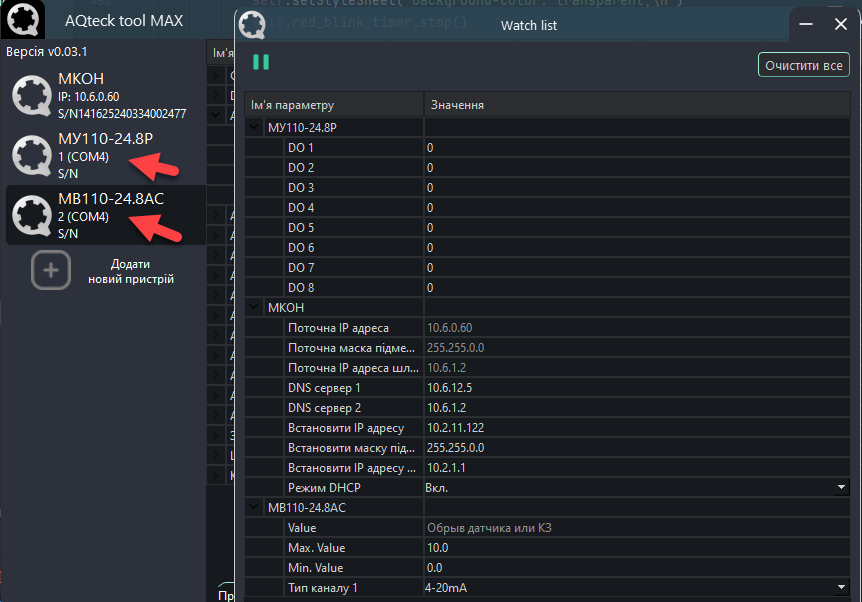 self.setStyleSheet("background-color: transparent;\n")
self.red_blink_timer.stop()
AQteck tool MAX
Версія v0.03.1
МКОН
IP: 10.6.0.60
S/N141625240334002477
МУ110-24.8Р
1 (COM4)
S/N
МВ110-24.8АС
2 (COM4)
S/N
Додати
новий пристрій
Ім'я
Пр
Watch list
Очистити все
Ім'я параметру Значення
МУ110-24.8Р
DO 1 0
DO 2 0
DO 3 0
DO 4 0
DO 5 0
DO 6 0
DO 7 0
DO 8 0
МКОН
Поточна IP адреса 10.6.0.60
Поточна маска підме... 255.255.0.0
Поточна IP адреса шл... 10.6.1.2
DNS сервер 1 10.6.12.5
DNS сервер 2 10.6.1.2
Встановити IP адресу 10.2.11.122
Встановити маску під... 255.255.0.0
Встановити IP адресу ... 10.2.1.1
Режим DHCP Вкл.
МВ110-24.8АС
Value Обрыв датчика или КЗ
Max. Value 10.0
Min. Value 0.0
Тип каналу 1 4-20mA